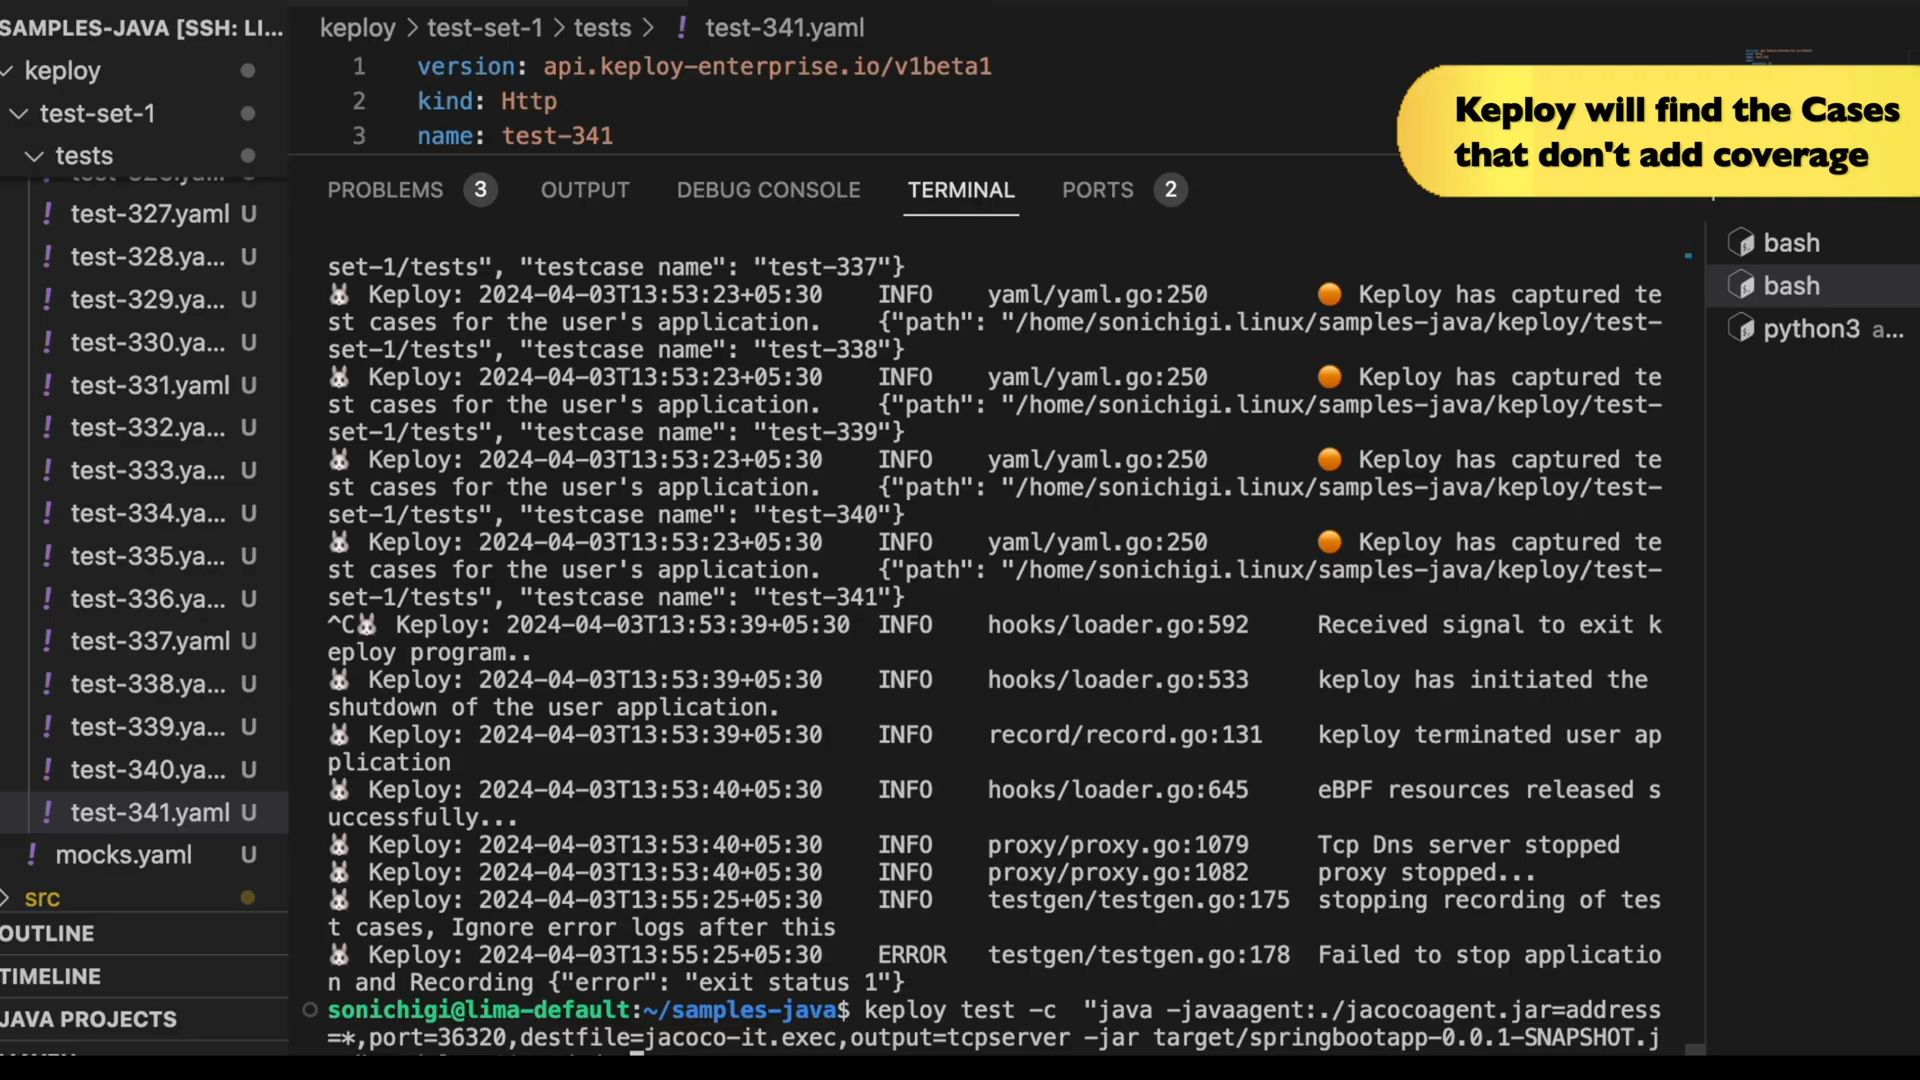 SAMPLES-JAVA [SSH: LI...
keploy
test-set-1
tests
test-327.yaml U
test-328.ya... U
test-329.ya... U
test-330.ya... U
test-331.yaml U
test-332.ya... U
test-333.ya... U
test-334.ya... U
test-335.ya... U
test-336.ya... U
test-337.yaml U
test-338.ya... U
test-339.ya... U
test-340.ya... U
test-341.yaml U
mocks.yaml U
src
OUTLINE
TIMELINE
JAVA PROJECTS
keploy > test-set-1 > tests > ! test-341.yaml
1 version: api.keploy-enterprise.io/v1beta1
2 kind: Http
3 name: test-341
Keploy will find the Cases
that don't add coverage
PROBLEMS 3 OUTPUT DEBUG CONSOLE TERMINAL PORTS 2
set-1/tests", "testcase name": "test-337"}
Keploy: 2024-04-03T13:53:23+05:30 INFO yaml/yaml.go:250 Keploy has captured te
st cases for the user's application. {"path": "/home/sonichigi.linux/samples-java/keploy/test-
set-1/tests", "testcase name": "test-338"}
Keploy: 2024-04-03T13:53:23+05:30 INFO yaml/yaml.go:250 Keploy has captured te
st cases for the user's application. {"path": "/home/sonichigi.linux/samples-java/keploy/test-
set-1/tests", "testcase name": "test-339"}
Keploy: 2024-04-03T13:53:23+05:30 INFO yaml/yaml.go:250 Keploy has captured te
st cases for the user's application. {"path": "/home/sonichigi.linux/samples-java/keploy/test-
set-1/tests", "testcase name": "test-340"}
Keploy: 2024-04-03T13:53:23+05:30 INFO yaml/yaml.go:250 Keploy has captured te
st cases for the user's application. {"path": "/home/sonichigi.linux/samples-java/keploy/test-
set-1/tests", "testcase name": "test-341"}
^C Keploy: 2024-04-03T13:53:39+05:30 INFO hooks/loader.go:592 Received signal to exit k
eploy program..
Keploy: 2024-04-03T13:53:39+05:30 INFO hooks/loader.go:533 keploy has initiated the
shutdown of the user application.
Keploy: 2024-04-03T13:53:39+05:30 INFO record/record.go:131 keploy terminated user ap
plication
Keploy: 2024-04-03T13:53:40+05:30 INFO hooks/loader.go:645 eBPF resources released s
uccessfully...
Keploy: 2024-04-03T13:53:40+05:30 INFO proxy/proxy.go:1079 Tcp Dns server stopped
Keploy: 2024-04-03T13:53:40+05:30 INFO proxy/proxy.go:1082 proxy stopped...
Keploy: 2024-04-03T13:55:25+05:30 INFO testgen/testgen.go:175 stopping recording of tes
t cases, Ignore error logs after this
Keploy: 2024-04-03T13:55:25+05:30 ERROR testgen/testgen.go:178 Failed to stop applicatio
n and Recording {"error": "exit status 1"}
sonichigi@lima-default:~/samples-java$ keploy test -c "java -javaagent:./jacocoagent.jar=address
=*,port=36320,destfile=jacoco-it.exec,output=tcpserver -jar target/springbootapp-0.0.1-SNAPSHOT.j
bash
bash
python3 a...